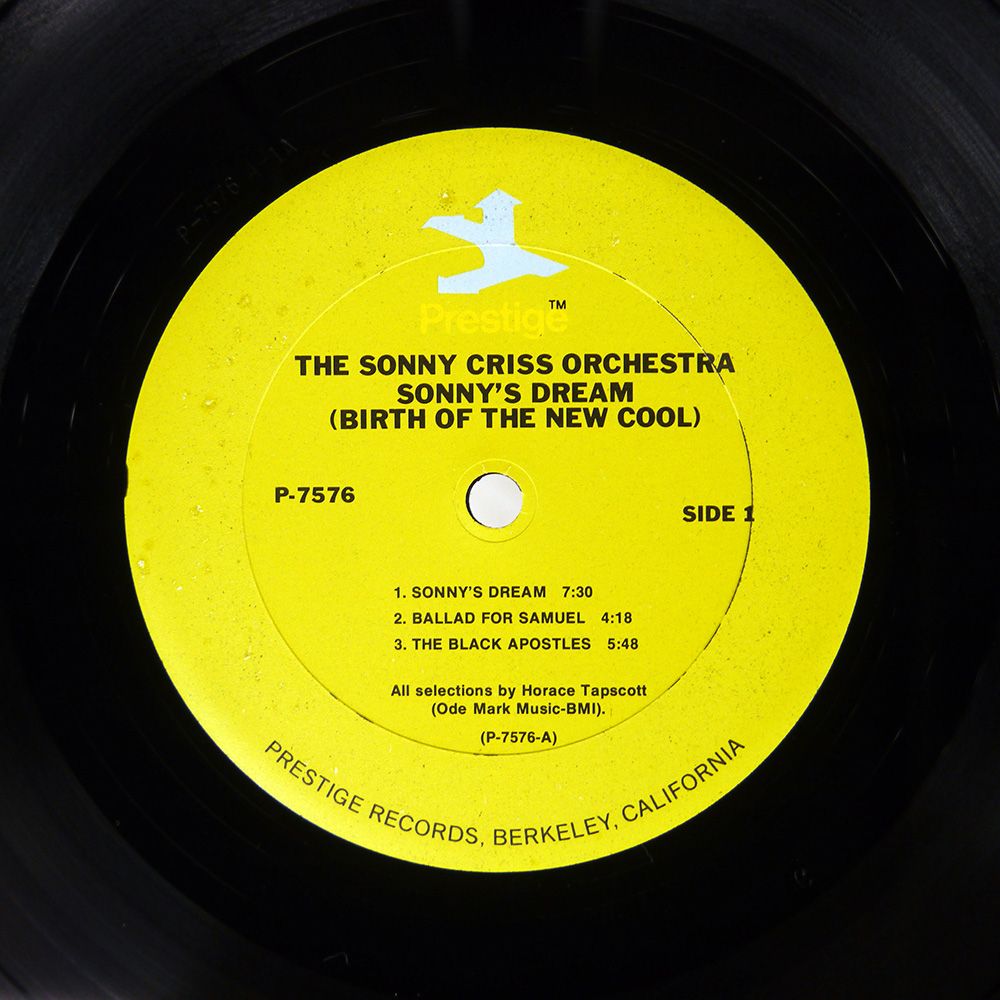 Prestige™
THE SONNY CRISS ORCHESTRA
SONNY'S DREAM
(BIRTH OF THE NEW COOL)
P-7576
SIDE 1
1. SONNY'S DREAM 7:30
2. BALLAD FOR SAMUEL 4:18
3. THE BLACK APOSTLES 5:48
All selections by Horace Tapscott
(Ode Mark Music-BMI).
(P-7576-A)
PRESTIGE RECORDS, BERKELEY, CALIFORNIA